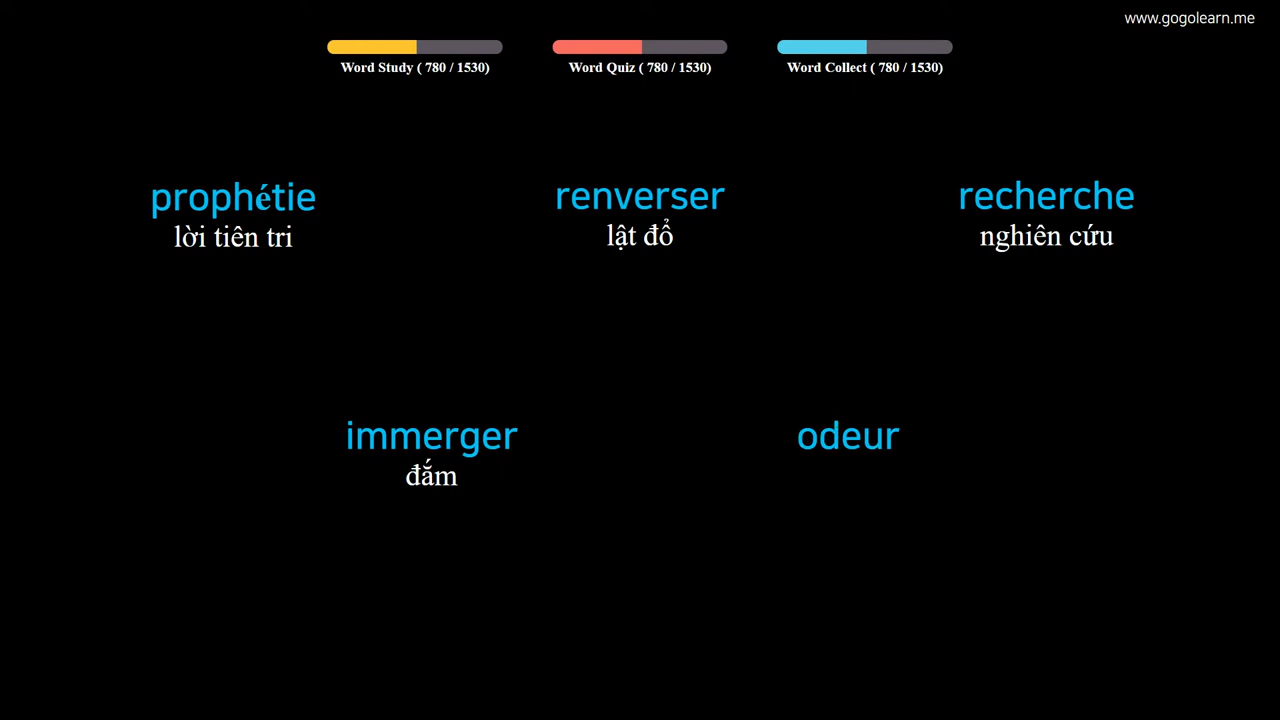 www.gogolearn.me
Word Study ( 780 / 1530)
Word Quiz ( 780 / 1530)
Word Collect ( 780 / 1530)
prophétie
lời tiên tri
renverser
lật đổ
recherche
nghiên cứu
immerger
đắm
odeur